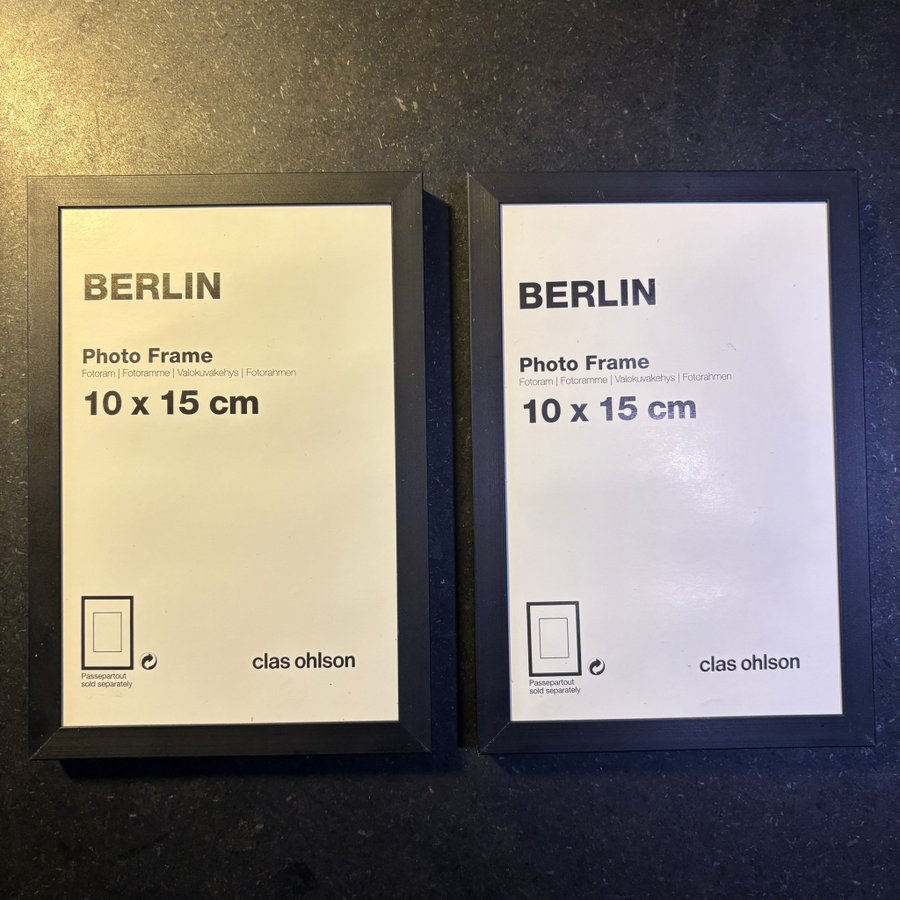 BERLIN
Photo Frame
Fotoram | Fotoramme | Valokuvakehys | Fotorahmen
10 x 15 cm
Passepartout
sold separately
clas ohlson
BERLIN
Photo Frame
Fotoram | Fotoramme | Valokuvakehys | Fotorahmen
10 x 15 cm
Passepartout
sold separately
clas ohlson